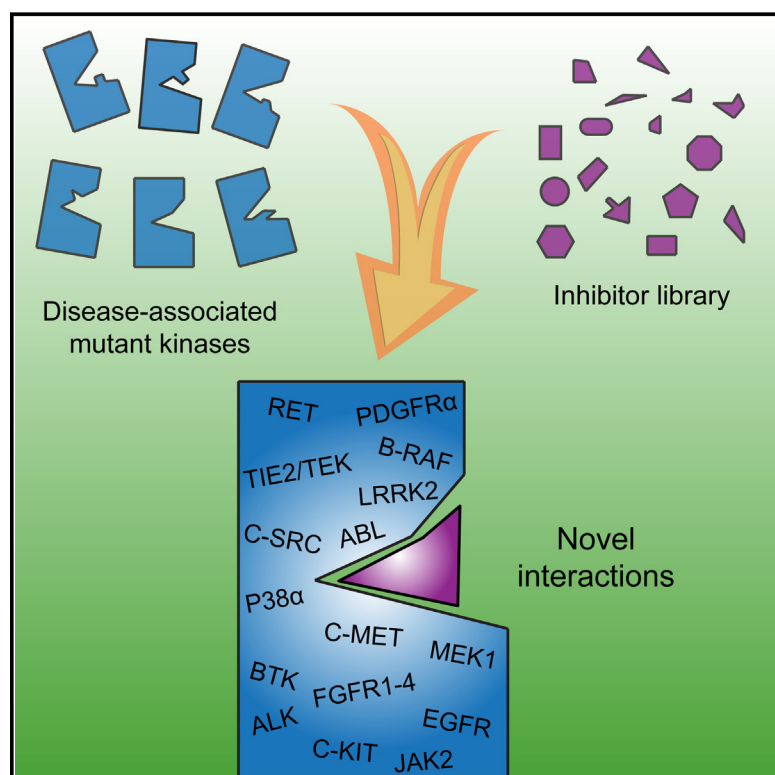 Disease-associated
mutant kinases
Inhibitor library
RET
PDGFRα
B-RAF
TIE2/TEK
LRRK2
C-SRC
ABL
Novel
interactions
P38α
C-MET
MEK1
BTK
FGFR1-4
ALK
EGFR
C-KIT
JAK2